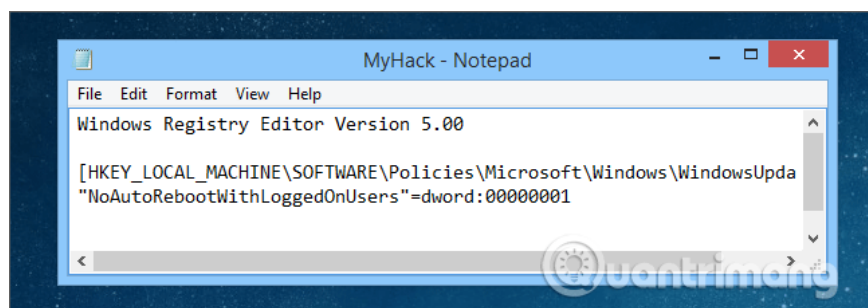 MyHack - Notepad
File Edit Format View Help
Windows Registry Editor Version 5.00
[HKEY_LOCAL_MACHINE\SOFTWARE\Policies\Microsoft\Windows\WindowsUpda
"NoAutoRebootWithLoggedOnUsers"=dword:00000001
Quantrimang